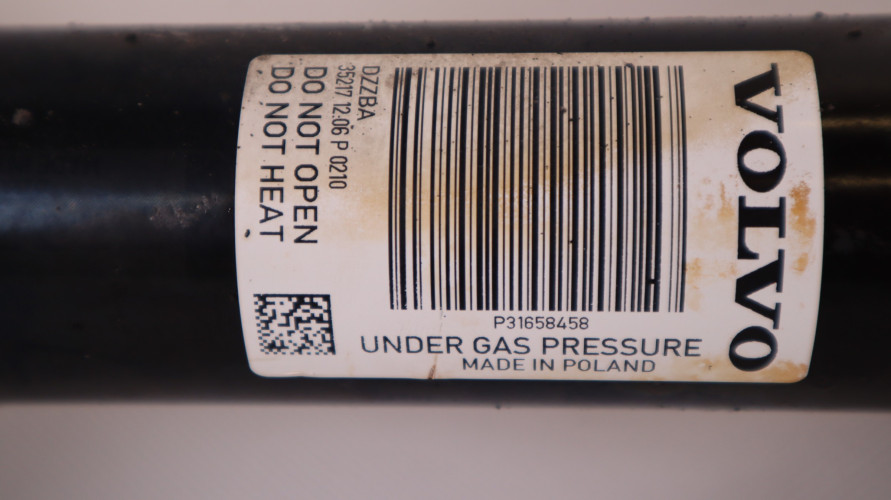 VOLVO
DZZBA
35217 12:06 P 0210
DO NOT OPEN
DO NOT HEAT
P31658458
UNDER GAS PRESSURE
MADE IN POLAND